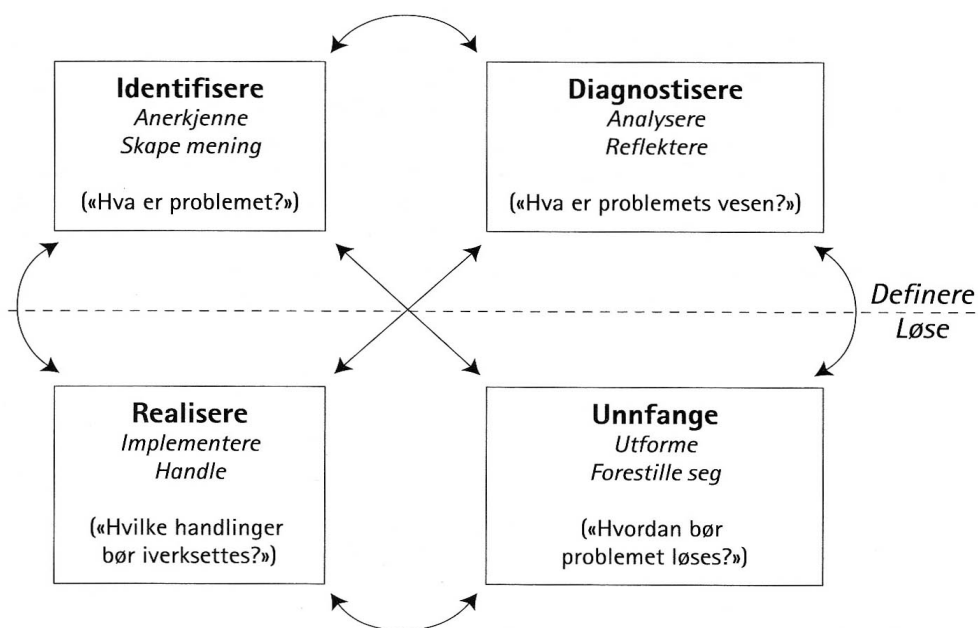 Identifisere
Anerkjenne
Skape mening
(«Hva er problemet?»)
Diagnostisere
Analysere
Reflektere
(«Hva er problemets vesen?»)
Definere
Løse
Realisere
Implementere
Handle
(«Hvilke handlinger
bør iverksettes?»)
Unnfange
Utforme
Forestille seg
(«Hvordan bør
problemet løses?»)